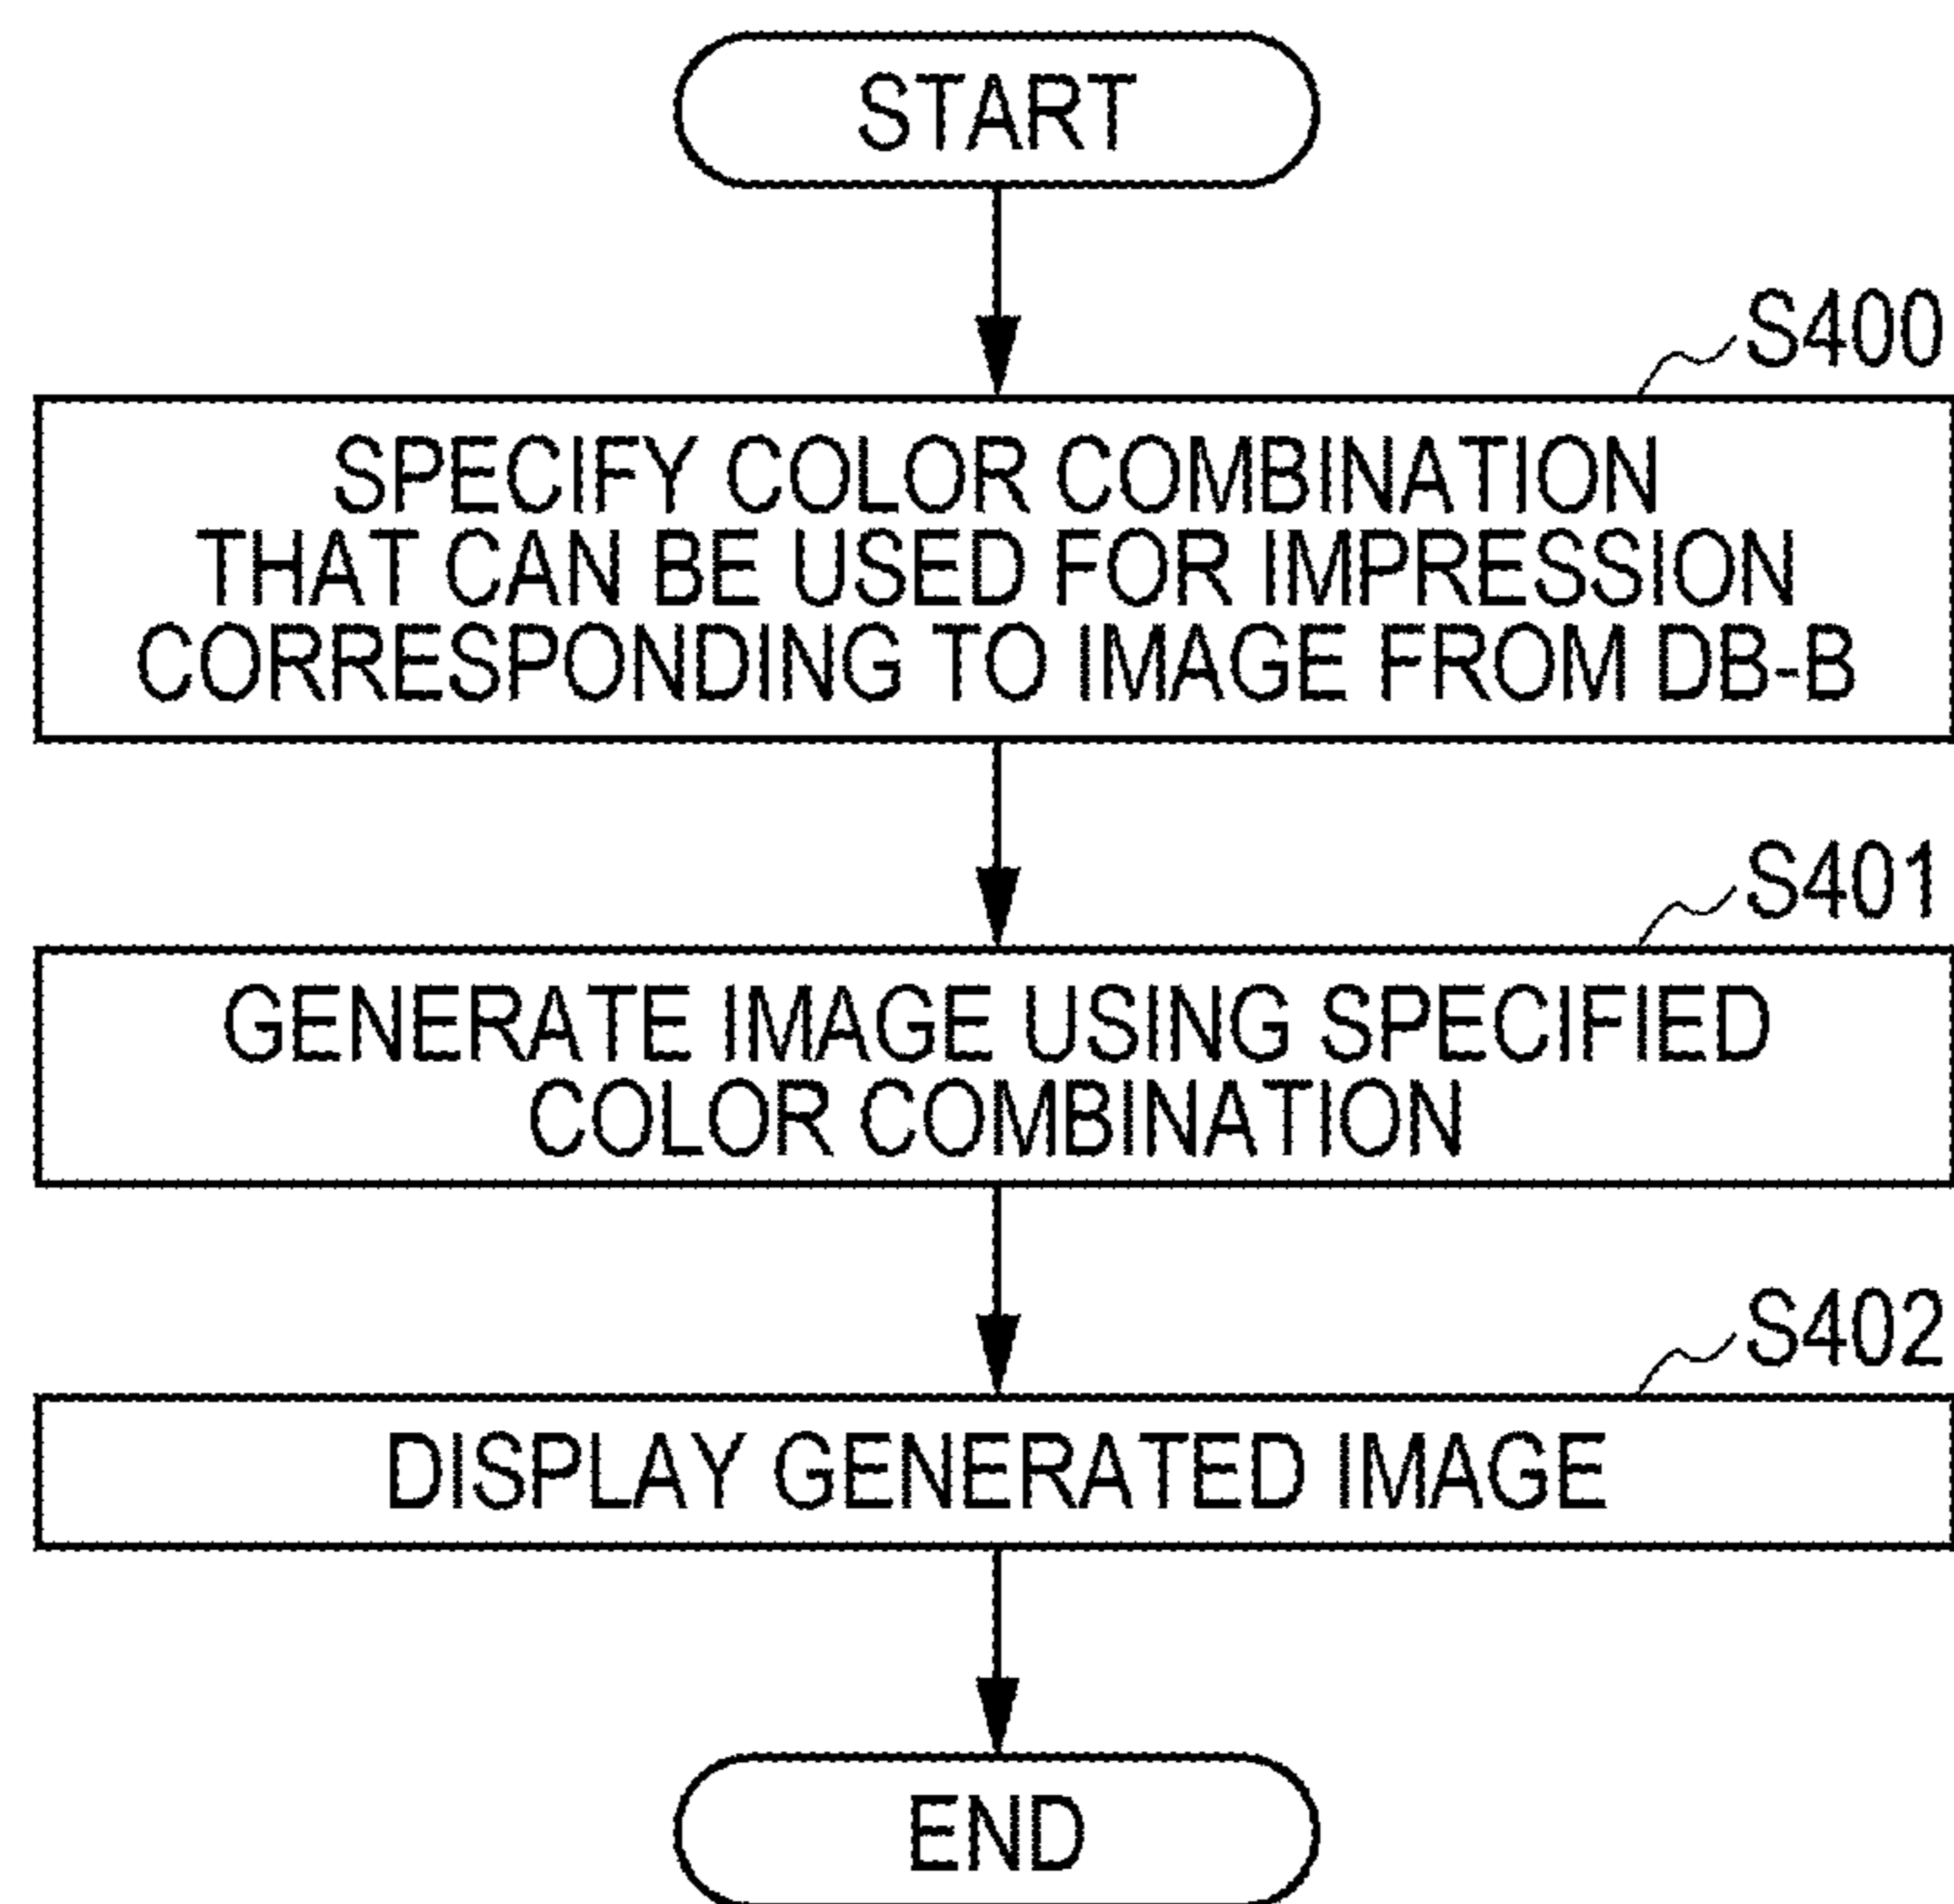 START
S400
SPECIFY COLOR COMBINATION
THAT CAN BE USED FOR IMPRESSION
CORRESPONDING TO IMAGE FROM DB-B
S401
GENERATE IMAGE USING SPECIFIED
COLOR COMBINATION
S402
DISPLAY GENERATED IMAGE
END